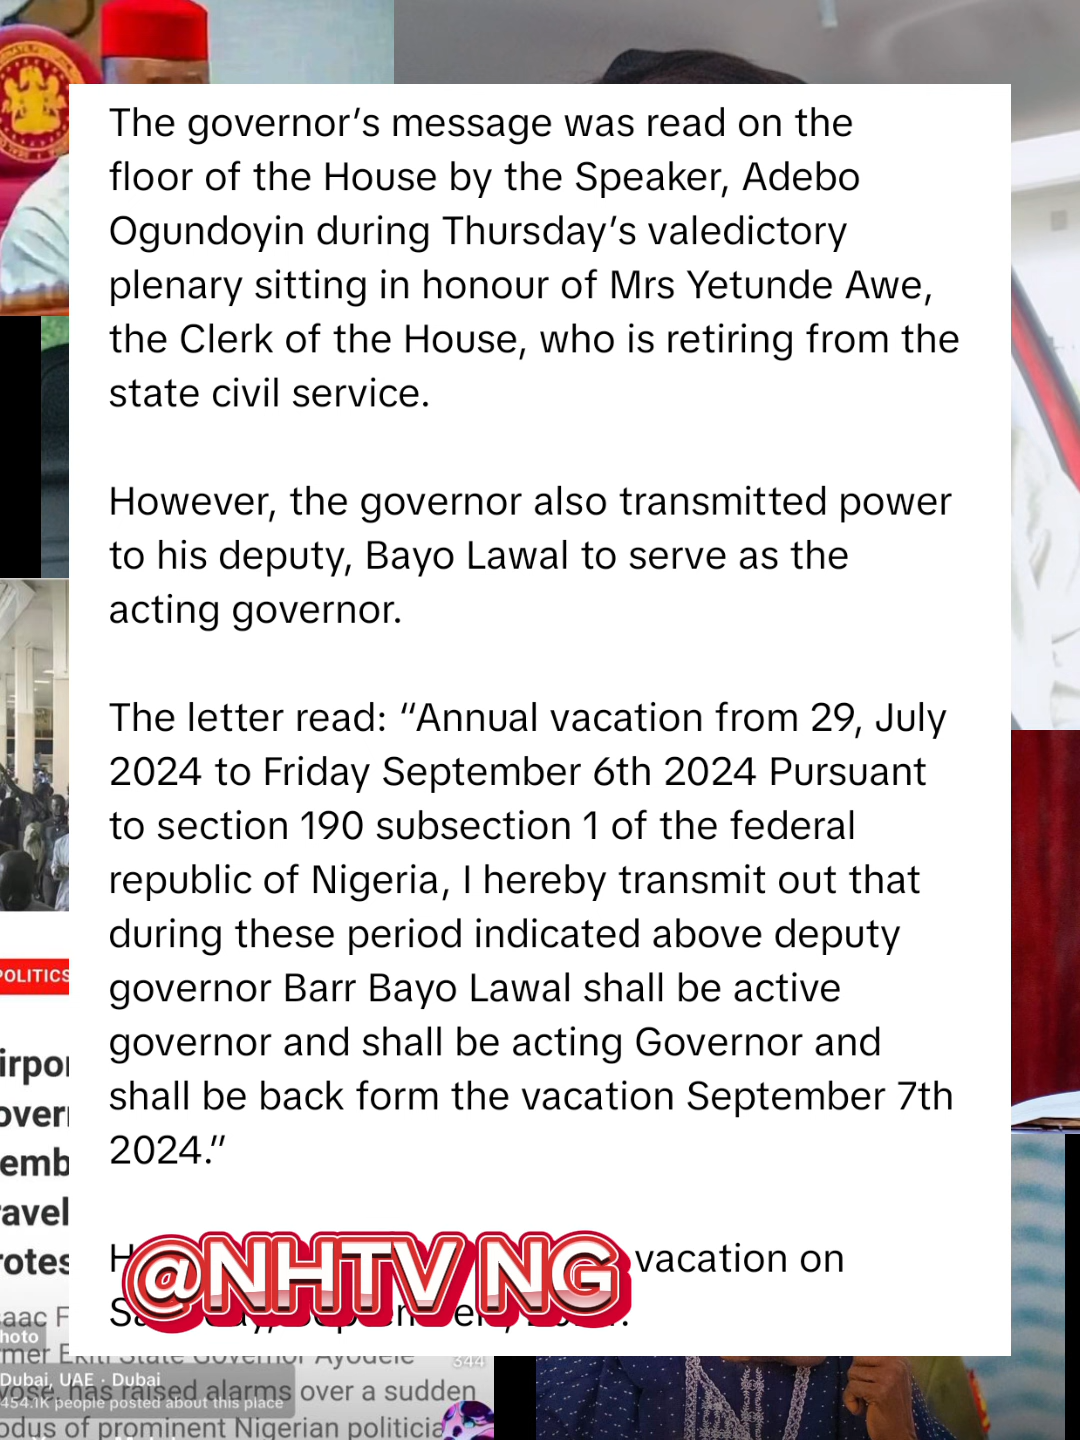 The governor’s message was read on the
floor of the House by the Speaker, Adebo
Ogundoyin during Thursday’s valedictory
plenary sitting in honour of Mrs Yetunde Awe,
the Clerk of the House, who is retiring from the
state civil service.
However, the governor also transmitted power
to his deputy, Bayo Lawal to serve as the
acting governor.
The letter read: “Annual vacation from 29, July
2024 to Friday September 6th 2024 Pursuant
to section 190 subsection 1 of the federal
republic of Nigeria, I hereby transmit out that
during these period indicated above deputy
governor Barr Bayo Lawal shall be active
governor and shall be acting Governor and
shall be back form the vacation September 7th
2024.”
vacation on
@NHTV NG
POLITICS
Ekiti State Governor Ayodele
344
Dubai, UAE · Dubai
has raised alarms over a sudden
454.1K people posted about this place
of prominent Nigerian